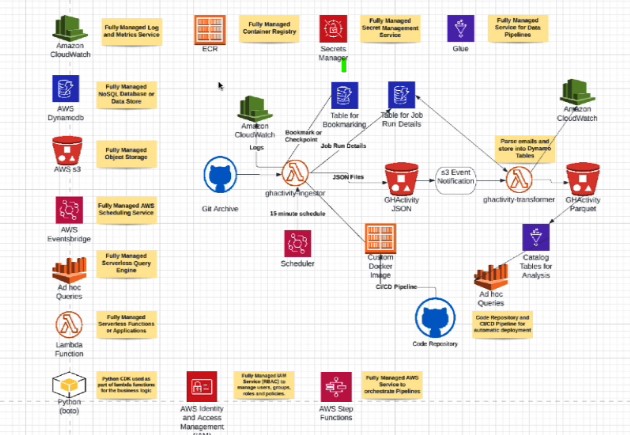 Amazon
CloudWatch
Fully Managed Log
and Metrics Service
ECR
Fully Managed
Container Registry
Secrets
Manager
Fully Managed
Secret Management
Service
Glue
Fully Managed
Service for Data
Pipelines
AWS
Dynamodb
Fully Managed
NoSQL Database or
Data Store
AWS s3
Fully Managed
Object Storage
AWS
Eventsbridge
Fully Managed AWS
Scheduling Service
Ad hoc
Queries
Fully Managed
Serverless Query
Engine
Lambda
Function
Fully Managed
Serverless Functions
or Applications
Python
(boto)
Python CDK used as
part of lambda functions
for the business logic
Amazon
CloudWatch
Logs
Table for
Bookmarking
Table for Job
Run Details
Amazon
CloudWatch
Bookmark or
Checkpoint
Job Run Details
Parse emails and
store into Dynamo
Tables
Git Archive
ghactivity-ingestor
JSON Files
GHActivity
JSON
s3 Event
Notification
ghactivity-transformer
GHActivity
Parquet
15 minute schedule
Scheduler
Custom
Docker
Image
CI/CD Pipeline
Code Repository
Catalog
Tables for
Analysis
Ad hoc
Queries
Code Repository and
CI/CD Pipeline for
automatic deployment
AWS Identity
and Access
Management
Fully Managed IAM
Service (RBAC) to
manage users, groups,
roles and policies.
AWS Step
Functions
Fully Managed AWS
Service to
orchestrate Pipelines